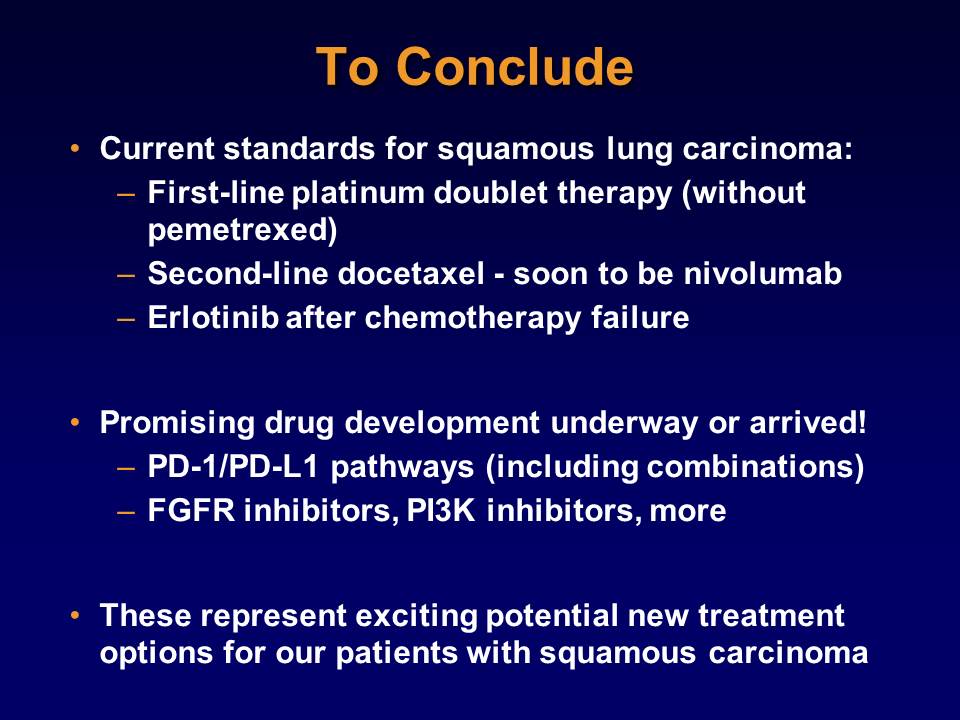 To Conclude
• Current standards for squamous lung carcinoma:
– First-line platinum doublet therapy (without
pemetrexed)
– Second-line docetaxel - soon to be nivolumab
– Erlotinib after chemotherapy failure
• Promising drug development underway or arrived!
– PD-1/PD-L1 pathways (including combinations)
– FGFR inhibitors, PI3K inhibitors, more
• These represent exciting potential new treatment
options for our patients with squamous carcinoma